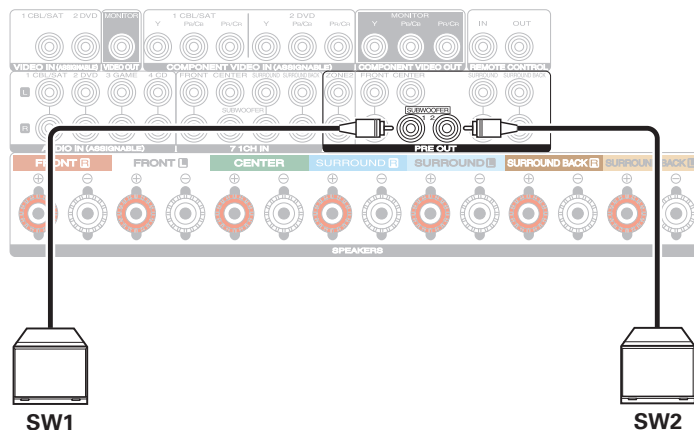 1 CBL/SAT 2 DVD MONITOR 1 CBL/SAT 2 DVD MONITOR IN OUT
Y PB/CB PR/CR Y PB/CB PR/CR Y PB/CB PR/CR
VIDEO IN (ASSIGNABLE) VIDEO OUT COMPONENT VIDEO IN (ASSIGNABLE) COMPONENT VIDEO OUT REMOTE CONTROL
1 CBL/SAT 2 DVD 3 GAME 4 CD FRONT CENTER SURROUND SURROUND BACK ZONE2 FRONT CENTER SURROUND SURROUND BACK
L
SUBWOOFER SUBWOOFER
1 2
R
AUDIO IN (ASSIGNABLE) 7 1CH IN PRE OUT
FRONT R FRONT L CENTER SURROUND R SURROUND L SURROUND BACK R SURROUND BACK L
+ − + − + − + − + − + − + −
SPEAKERS
SW1 SW2